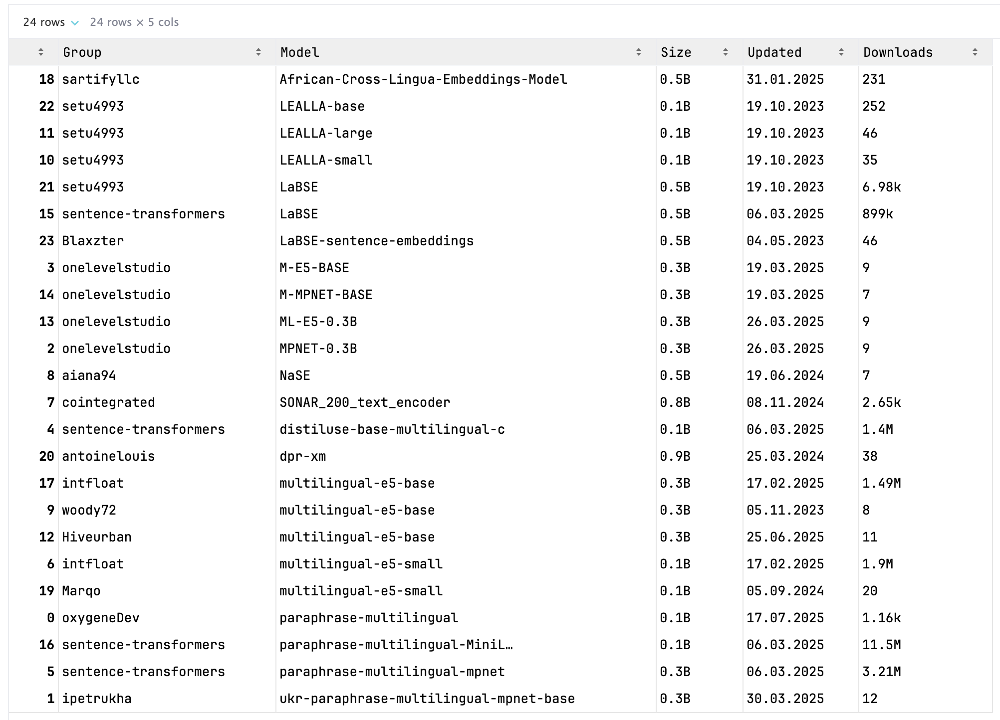 24 rows 24 rows × 5 cols
Group Model Size Updated Downloads
18 sartifyllc African-Cross-Lingua-Embeddings-Model 0.5B 31.01.2025 231
22 setu4993 LEALLA-base 0.1B 19.10.2023 252
11 setu4993 LEALLA-large 0.1B 19.10.2023 46
10 setu4993 LEALLA-small 0.1B 19.10.2023 35
21 setu4993 LaBSE 0.5B 19.10.2023 6.98k
15 sentence-transformers LaBSE 0.5B 06.03.2025 899k
23 Blaxzter LaBSE-sentence-embeddings 0.5B 04.05.2023 46
3 onelevelstudio M-E5-BASE 0.3B 19.03.2025 9
14 onelevelstudio M-MPNET-BASE 0.3B 19.03.2025 7
13 onelevelstudio ML-E5-0.3B 0.3B 26.03.2025 9
2 onelevelstudio MPNET-0.3B 0.3B 26.03.2025 9
8 aiana94 NaSE 0.5B 19.06.2024 7
7 cointegrated SONAR_200_text_encoder 0.8B 08.11.2024 2.65k
4 sentence-transformers distiluse-base-multilingual-c 0.1B 06.03.2025 1.4M
20 antoinelouis dpr-xm 0.9B 25.03.2024 38
17 intfloat multilingual-e5-base 0.3B 17.02.2025 1.49M
9 woody72 multilingual-e5-base 0.3B 05.11.2023 8
12 Hiveurban multilingual-e5-base 0.3B 25.06.2025 11
6 intfloat multilingual-e5-small 0.1B 17.02.2025 1.9M
19 Marqo multilingual-e5-small 0.1B 05.09.2024 20
0 oxygeneDev paraphrase-multilingual 0.1B 17.07.2025 1.16k
16 sentence-transformers paraphrase-multilingual-MiniL… 0.1B 06.03.2025 11.5M
5 sentence-transformers paraphrase-multilingual-mpnet 0.3B 06.03.2025 3.21M
1 ipetrukha ukr-paraphrase-multilingual-mpnet-base 0.3B 30.03.2025 12